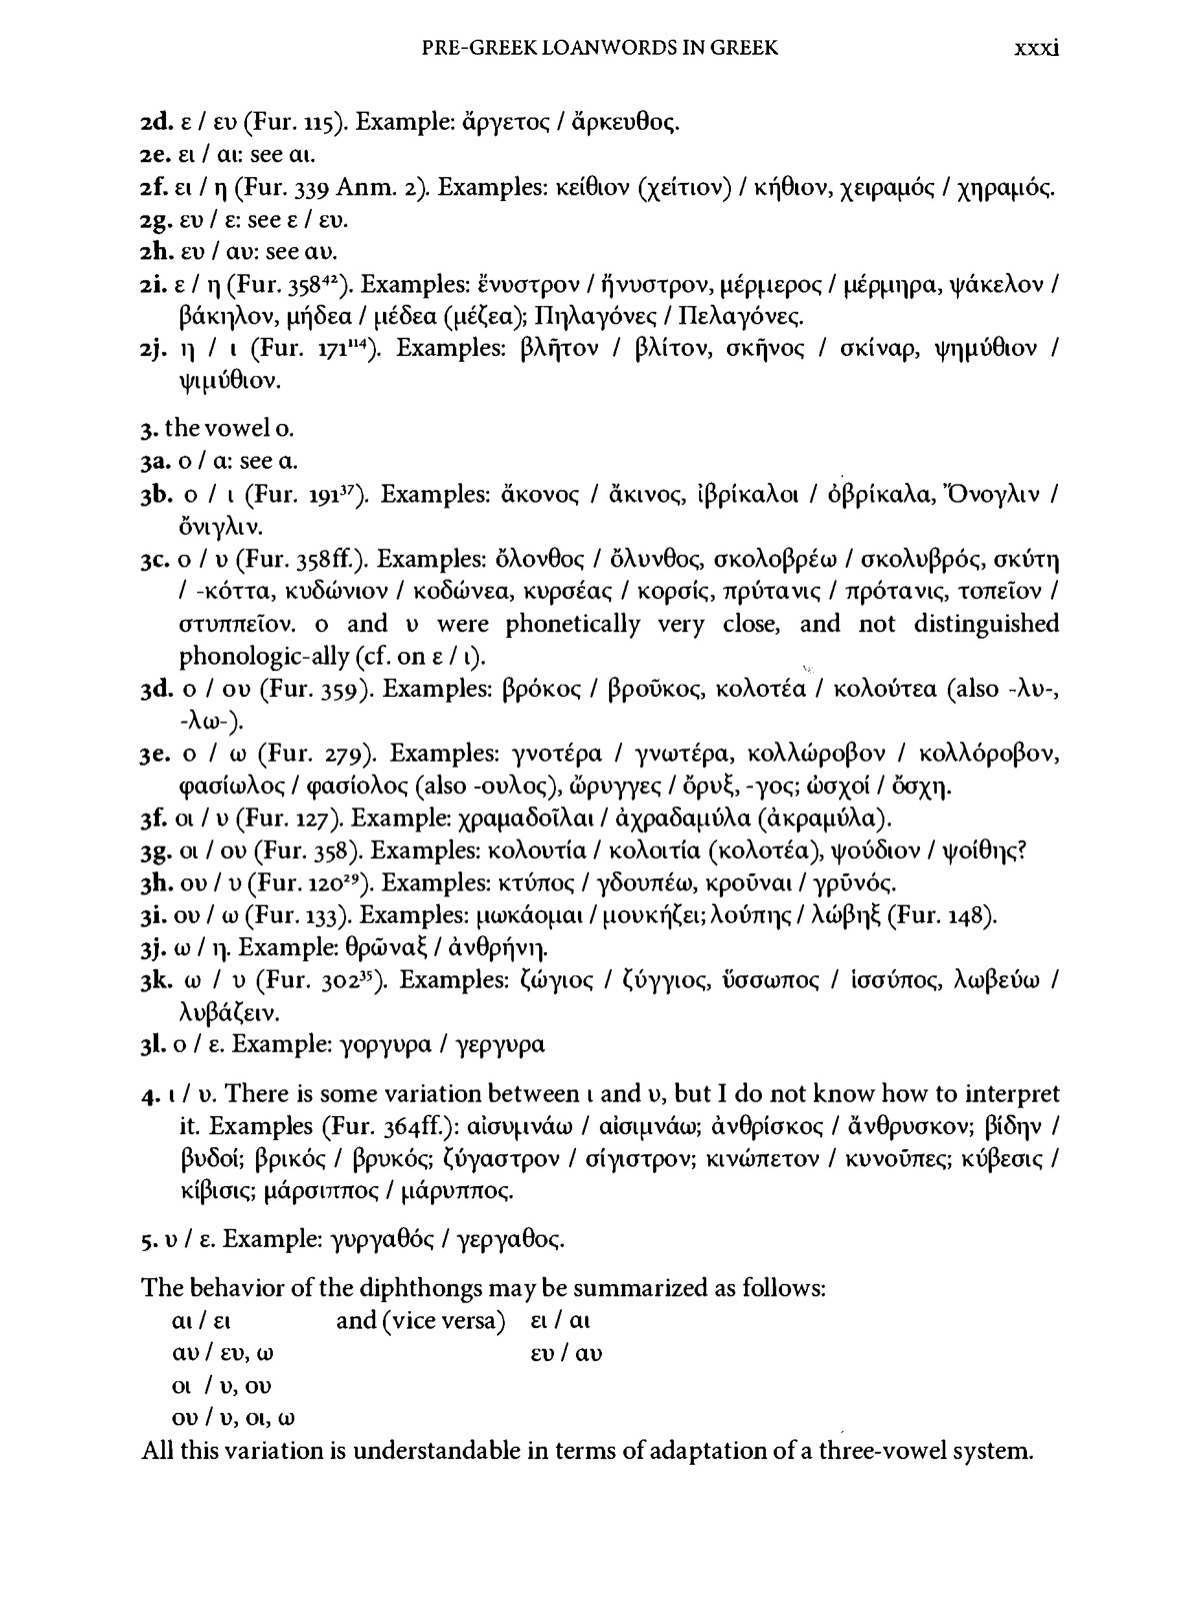 PRE-GREEK LOANWORDS IN GREEK xxxi
2d. ε / ευ (Fur. 115). Example: ἄργετος / ἄρκευθος.
2e. ει / αι: see αι.
2f. ει / η (Fur. 339 Anm. 2). Examples: κείθιον (χείτιον) / κήθιον, χειραμός / χηραμός.
2g. ευ / ε: see ε / ευ.
2h. ευ / αυ: see αυ.
2i. ε / η (Fur. 358⁴²). Examples: ἔνυστρον / ἤνυστρον, μέρμερος / μέρμηρα, ψάκελον /
βάκηλον, μήδεα / μέδεα (μέζεα); Πηλαγόνες / Πελαγόνες.
2j. η / ι (Fur. 171¹¹⁴). Examples: βλῆτον / βλίτον, σκῆνος / σκίναρ, ψημύθιον /
ψιμύθιον.
3. the vowel ο.
3a. ο / α: see α.
3b. ο / ι (Fur. 191³⁷). Examples: ἄκονος / ἄκινος, ἰβρίκαλοι / ὀβρίκαλα, Ὄνογλιν /
ὄνιγλιν.
3c. ο / υ (Fur. 358ff.). Examples: ὄλονθος / ὄλυνθος, σκολοβρέω / σκολυβρός, σκύτη
/ -κόττα, κυδώνιον / κοδώνεα, κυρσέας / κορσίς, πρύτανις / πρότανις, τοπεῖον /
στυππεῖον. ο and υ were phonetically very close, and not distinguished
phonologic-ally (cf. on ε / ι).
3d. ο / ου (Fur. 359). Examples: βρόκος / βροῦκος, κολοτέα / κολούτεα (also -λυ-,
-λω-).
3e. ο / ω (Fur. 279). Examples: γνοτέρα / γνωτέρα, κολλώροβον / κολλόροβον,
φασίωλος / φασίολος (also -ουλος), ὤρυγγες / ὄρυξ, -γος; ὠσχοί / ὄσχη.
3f. οι / υ (Fur. 127). Example: χραμαδοῖλαι / ἀχραδαμύλα (ἀκραμύλα).
3g. οι / ου (Fur. 358). Examples: κολουτία / κολοιτία (κολοτέα), ψούδιον / ψοίθης?
3h. ου / υ (Fur. 120²⁹). Examples: κτύπος / γδουπέω, κροῦναι / γρῡνός.
3i. ου / ω (Fur. 133). Examples: μωκάομαι / μουκήζει; λούπης / λώβηξ (Fur. 148).
3j. ω / η. Example: θρῶναξ / ἀνθρήνη.
3k. ω / υ (Fur. 302³⁵). Examples: ζώγιος / ζύγγιος, ὕσσωπος / ἱσσύπος, λωβεύω /
λυβάζειν.
3l. ο / ε. Example: γοργυρα / γεργυρα
4. ι / υ. There is some variation between ι and υ, but I do not know how to interpret
it. Examples (Fur. 364ff.): αἰσυμνάω / αἰσιμνάω; ἀνθρίσκος / ἄνθρυσκον; βίδην /
βυδοί; βρικός / βρυκός; ζύγαστρον / σίγιστρον; κινώπετον / κυνοῦπες; κύβεσις /
κίβισις; μάρσιππος / μάρυππος.
5. υ / ε. Example: γυργαθός / γεργαθος.
The behavior of the diphthongs may be summarized as follows:
αι / ει and (vice versa) ει / αι
αυ / ευ, ω ευ / αυ
οι / υ, ου
ου / υ, οι, ω
All this variation is understandable in terms of adaptation of a three-vowel system.